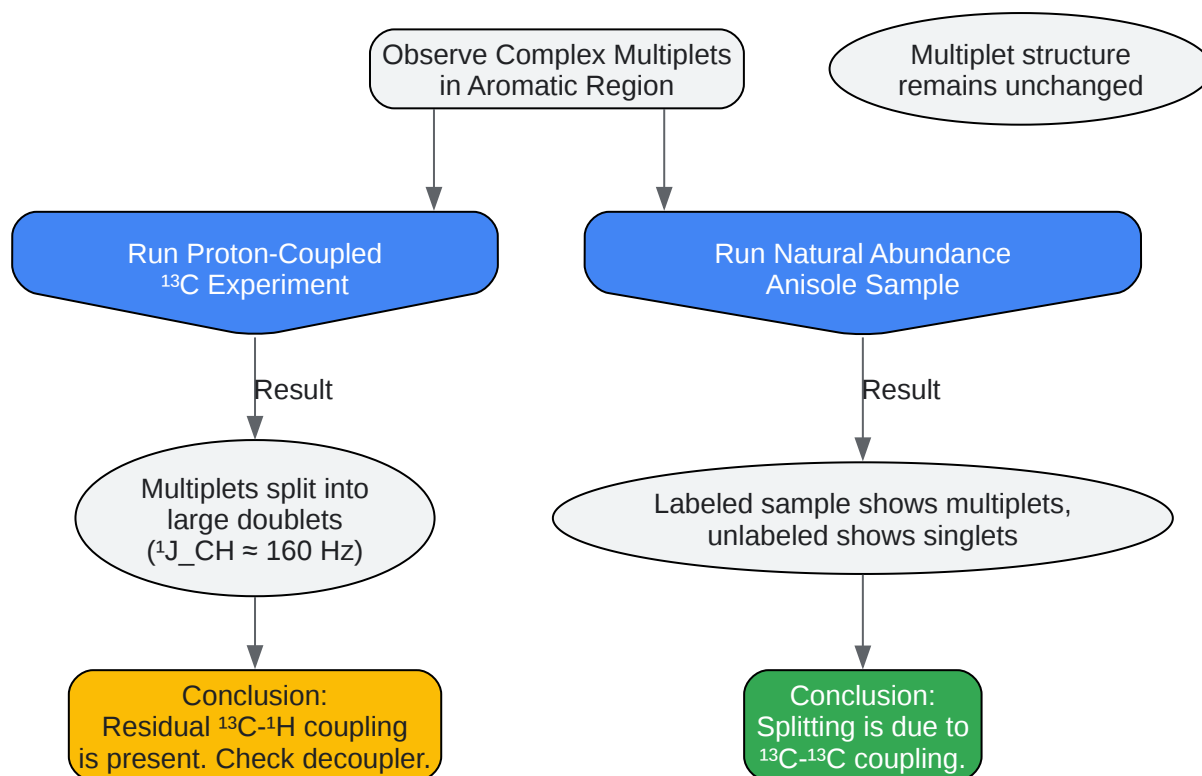 Observe Complex Multiplets
in Aromatic Region
Multiplet structure
remains unchanged
Run Proton-Coupled
¹³C Experiment
Run Natural Abundance
Anisole Sample
Result
Result
Multiplets split into
large doublets
(¹J_CH ≈ 160 Hz)
Labeled sample shows multiplets,
unlabeled shows singlets
Conclusion:
Residual ¹³C-¹H coupling
is present. Check decoupler.
Conclusion:
Splitting is due to
¹³C-¹³C coupling.